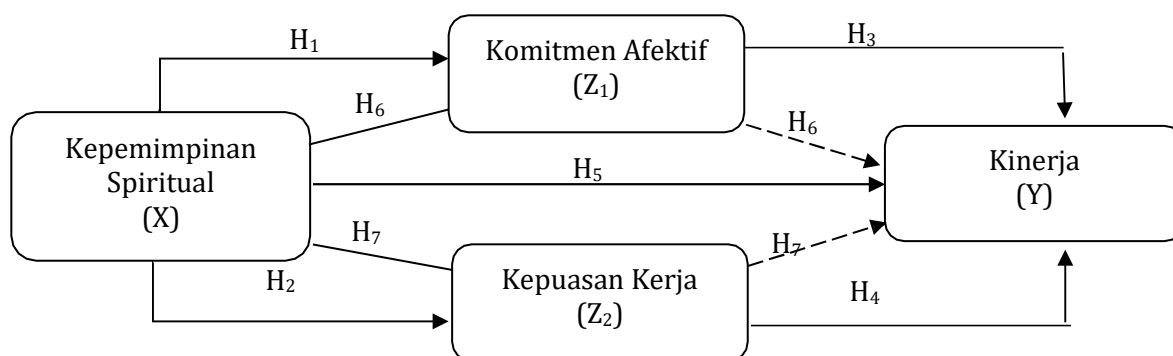 H₁
Komitmen Afektif
(Z₁)
H₃
H₆
H₆
Kepemimpinan
Spiritual
(X)
H₅
Kinerja
(Y)
H₇
H₇
H₂
Kepuasan Kerja
(Z₂)
H₄